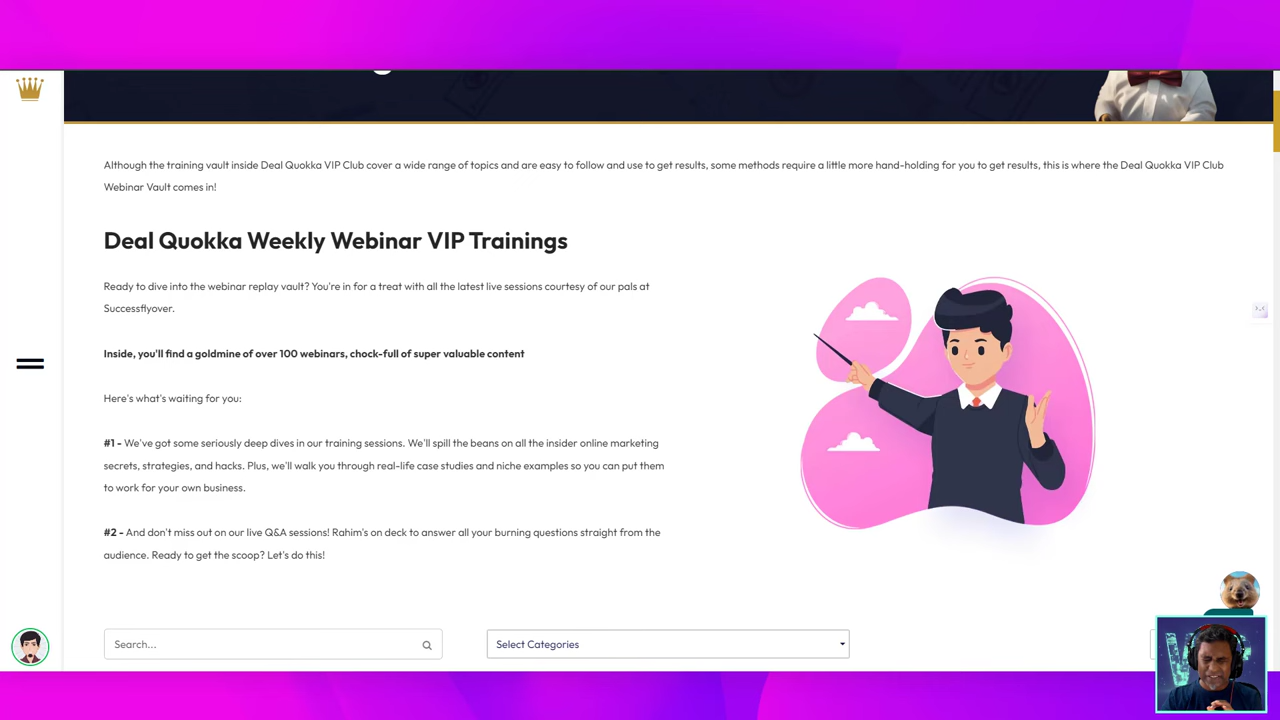 Although the training vault inside Deal Quokka VIP Club cover a wide range of topics and are easy to follow and use to get results, some methods require a little more hand-holding for you to get results, this is where the Deal Quokka VIP Club
Webinar Vault comes in!
Deal Quokka Weekly Webinar VIP Trainings
Ready to dive into the webinar replay vault? You're in for a treat with all the latest live sessions courtesy of our pals at
Successflyover.
Inside, you'll find a goldmine of over 100 webinars, chock-full of super valuable content
Here's what's waiting for you:
#1 - We've got some seriously deep dives in our training sessions. We'll spill the beans on all the insider online marketing
secrets, strategies, and hacks. Plus, we'll walk you through real-life case studies and niche examples so you can put them
to work for your own business.
#2 - And don't miss out on our live Q&A sessions! Rahim's on deck to answer all your burning questions straight from the
audience. Ready to get the scoop? Let's do this!
Search...
Select Categories